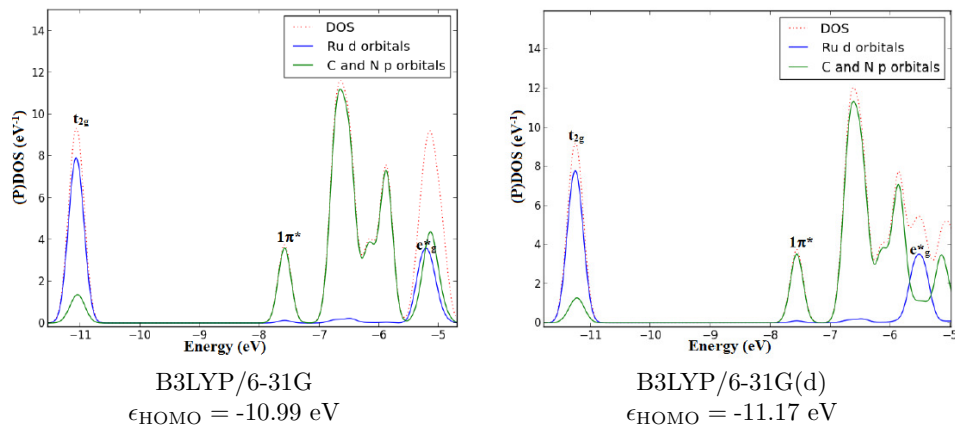 DOS
Ru d orbitals
C and N p orbitals
t₂g
1π*
e*g
(P)DOS (eV⁻¹)
0 2 4 6 8 10 12 14
−11 −10 −9 −8 −7 −6 −5
Energy (eV)
B3LYP/6-31G
ϵHOMO = -10.99 eV
DOS
Ru d orbitals
C and N p orbitals
t₂g
1π*
e*g
(P)DOS (eV⁻¹)
0 2 4 6 8 10 12 14
−11 −10 −9 −8 −7 −6 −5
Energy (eV)
B3LYP/6-31G(d)
ϵHOMO = -11.17 eV